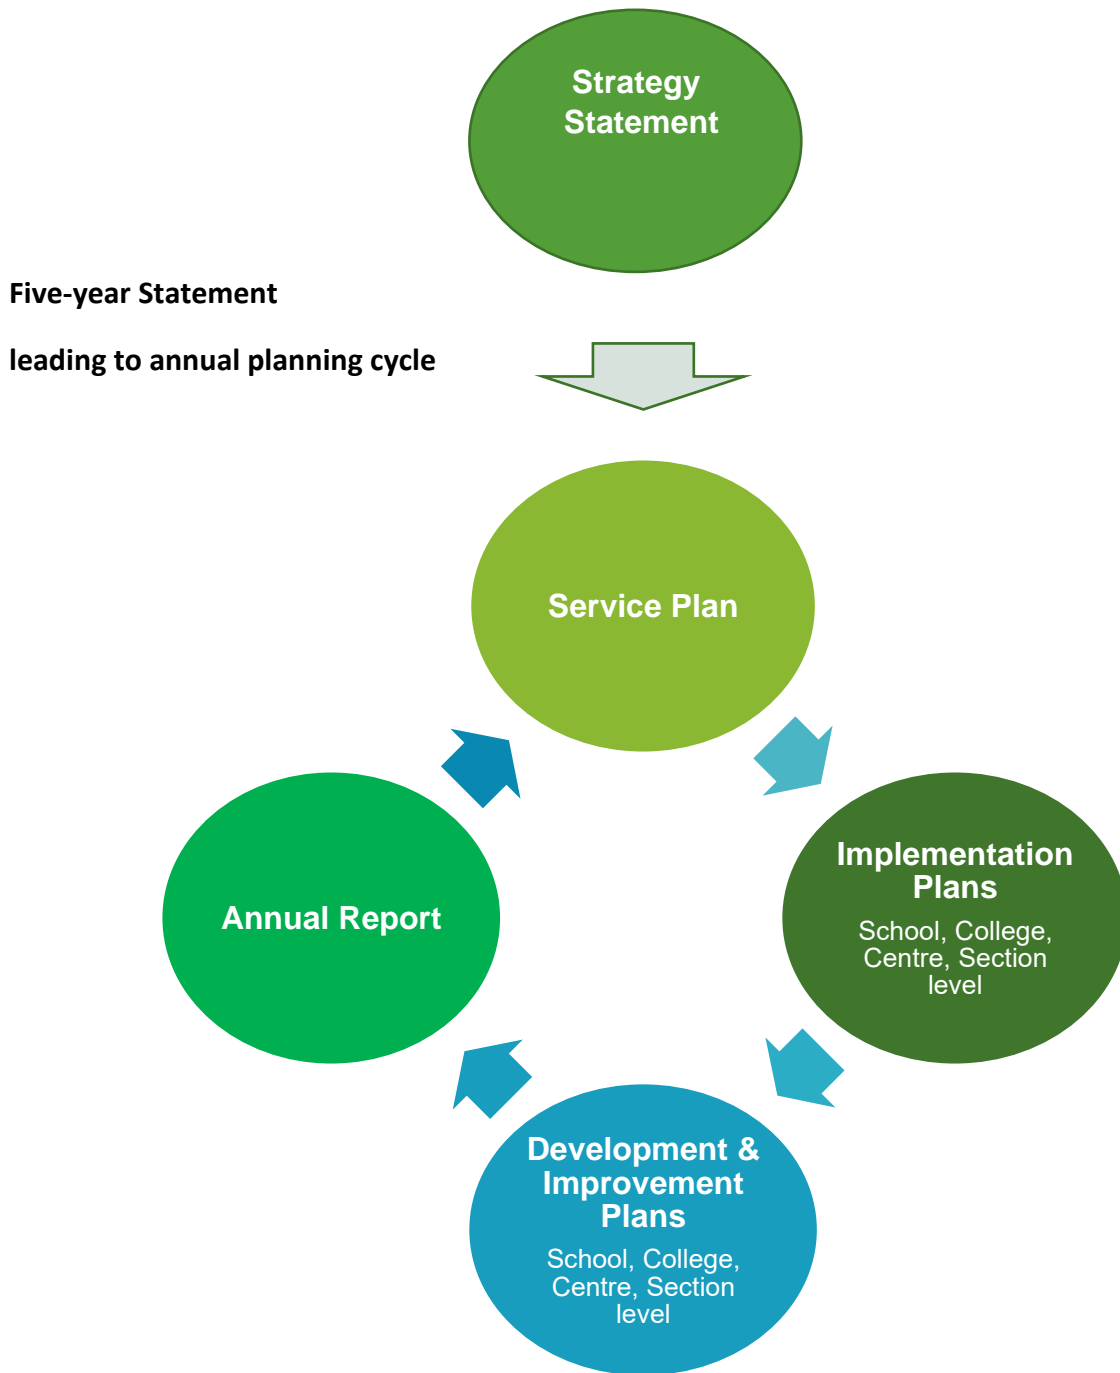 Strategy
Statement
Five-year Statement
leading to annual planning cycle
Service Plan
Implementation
Plans
School, College,
Centre, Section
level
Annual Report
Development &
Improvement
Plans
School, College,
Centre, Section
level